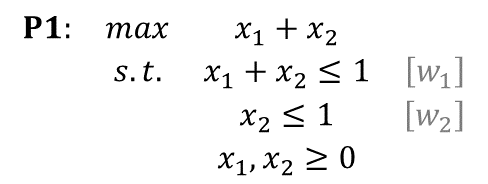 P1: max x₁ + x₂
s.t. x₁ + x₂ ≤ 1 [w₁]
x₂ ≤ 1 [w₂]
x₁, x₂ ≥ 0